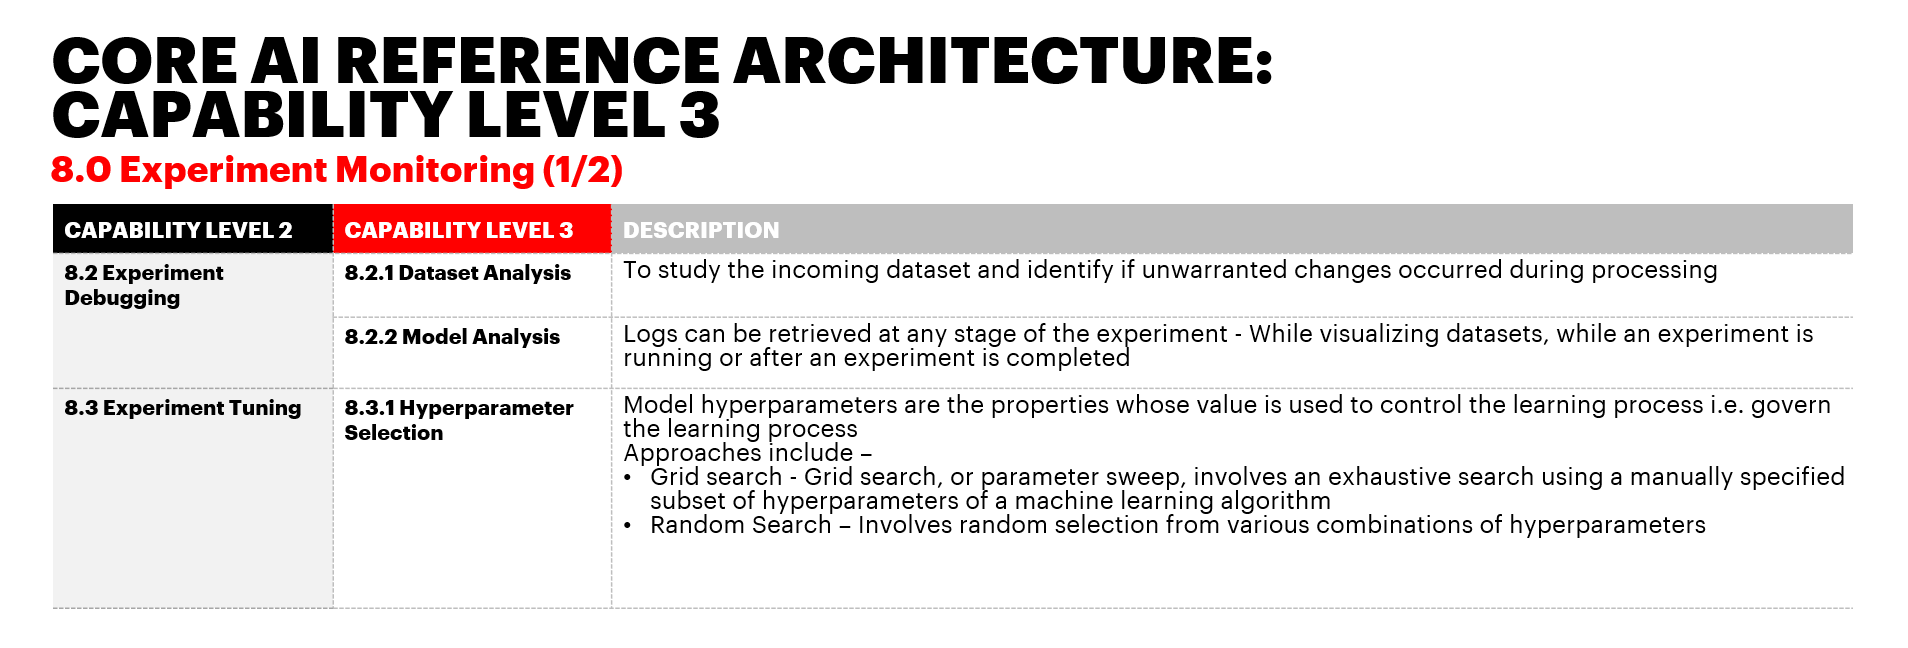 CORE AI REFERENCE ARCHITECTURE:
CAPABILITY LEVEL 3
8.0 Experiment Monitoring (1/2)
CAPABILITY LEVEL 2
CAPABILITY LEVEL 3
DESCRIPTION
8.2 Experiment
Debugging
8.2.1 Dataset Analysis
To study the incoming dataset and identify if unwarranted changes occurred during processing
8.2.2 Model Analysis
Logs can be retrieved at any stage of the experiment - While visualizing datasets, while an experiment is
running or after an experiment is completed
8.3 Experiment Tuning
8.3.1 Hyperparameter
Selection
Model hyperparameters are the properties whose value is used to control the learning process i.e. govern
the learning process
Approaches include –
• Grid search - Grid search, or parameter sweep, involves an exhaustive search using a manually specified
subset of hyperparameters of a machine learning algorithm
• Random Search – Involves random selection from various combinations of hyperparameters